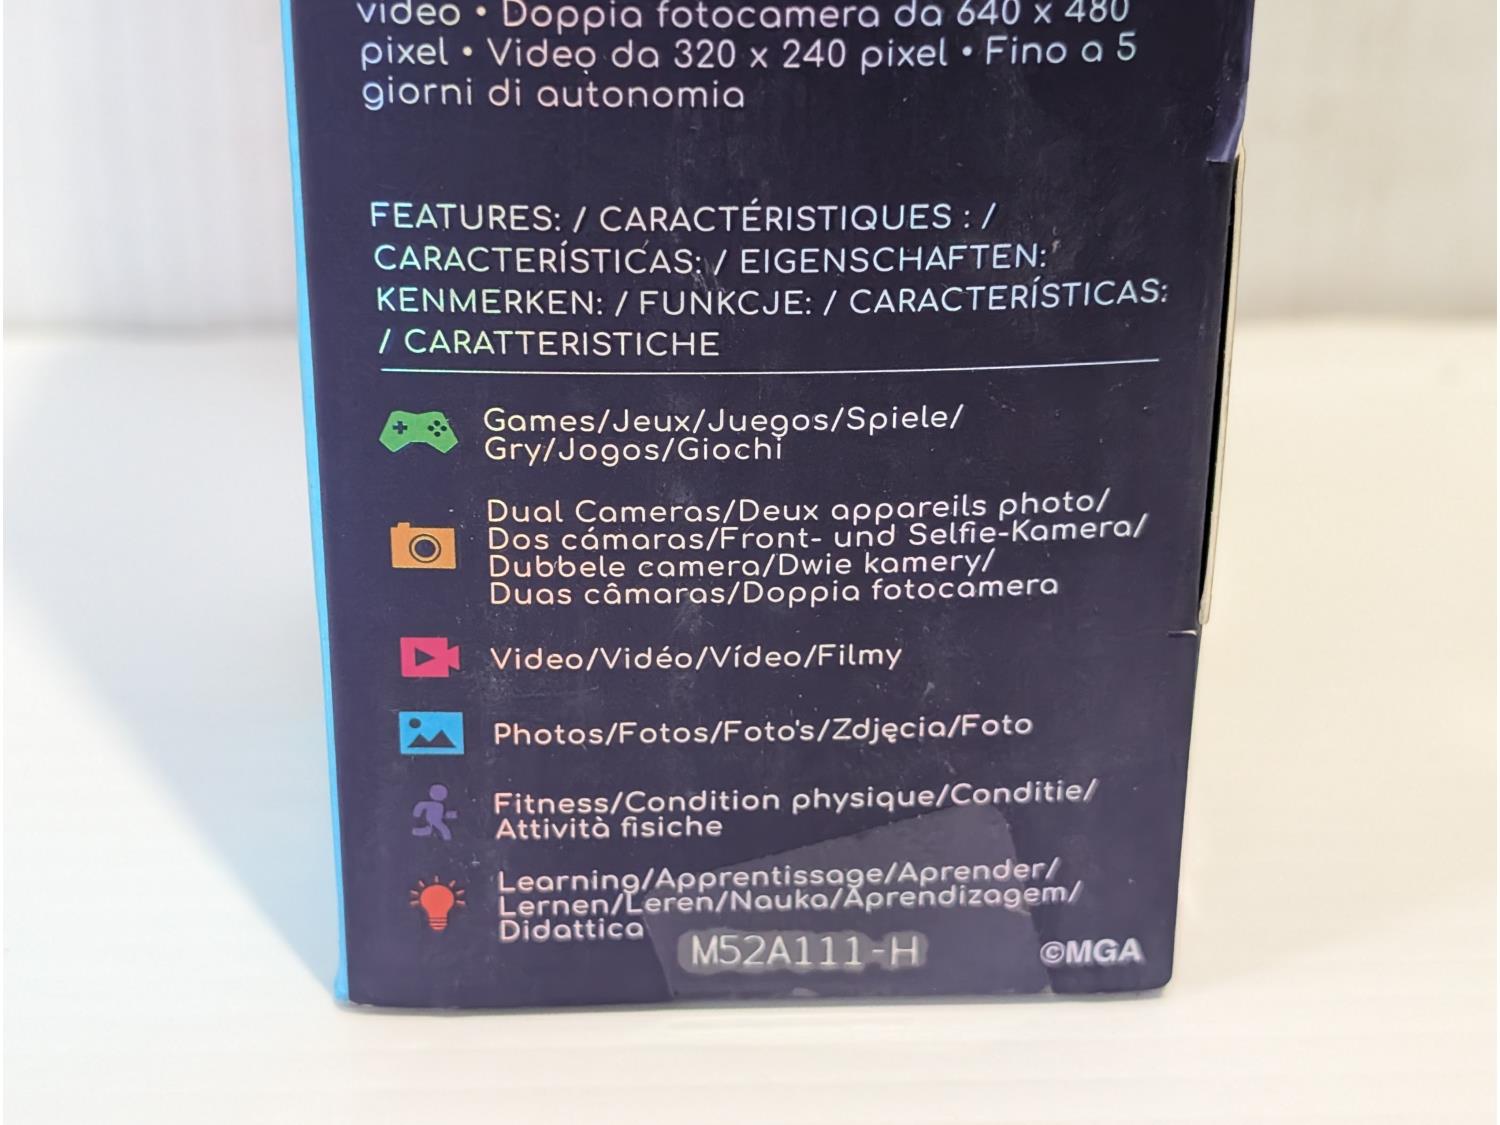 video • Doppia fotocamera da 640 x 480
pixel • Video da 320 x 240 pixel • Fino a 5
giorni di autonomia
FEATURES: / CARACTÉRISTIQUES : /
CARACTERÍSTICAS: / EIGENSCHAFTEN:
KENMERKEN: / FUNKCJE: / CARACTERÍSTICAS:
/ CARATTERISTICHE
Games/Jeux/Juegos/Spiele/
Gry/Jogos/Giochi
Dual Cameras/Deux appareils photo/
Dos cámaras/Front- und Selfie-Kamera/
Dubbele camera/Dwie kamery/
Duas câmaras/Doppia fotocamera
Video/Vidéo/Vídeo/Filmy
Photos/Fotos/Foto's/Zdjęcia/Foto
Fitness/Condition physique/Conditie/
Attività fisiche
Learning/Apprentissage/Aprender/
Lernen/Leren/Nauka/Aprendizagem/
Didattica
M52A111-H
©MGA